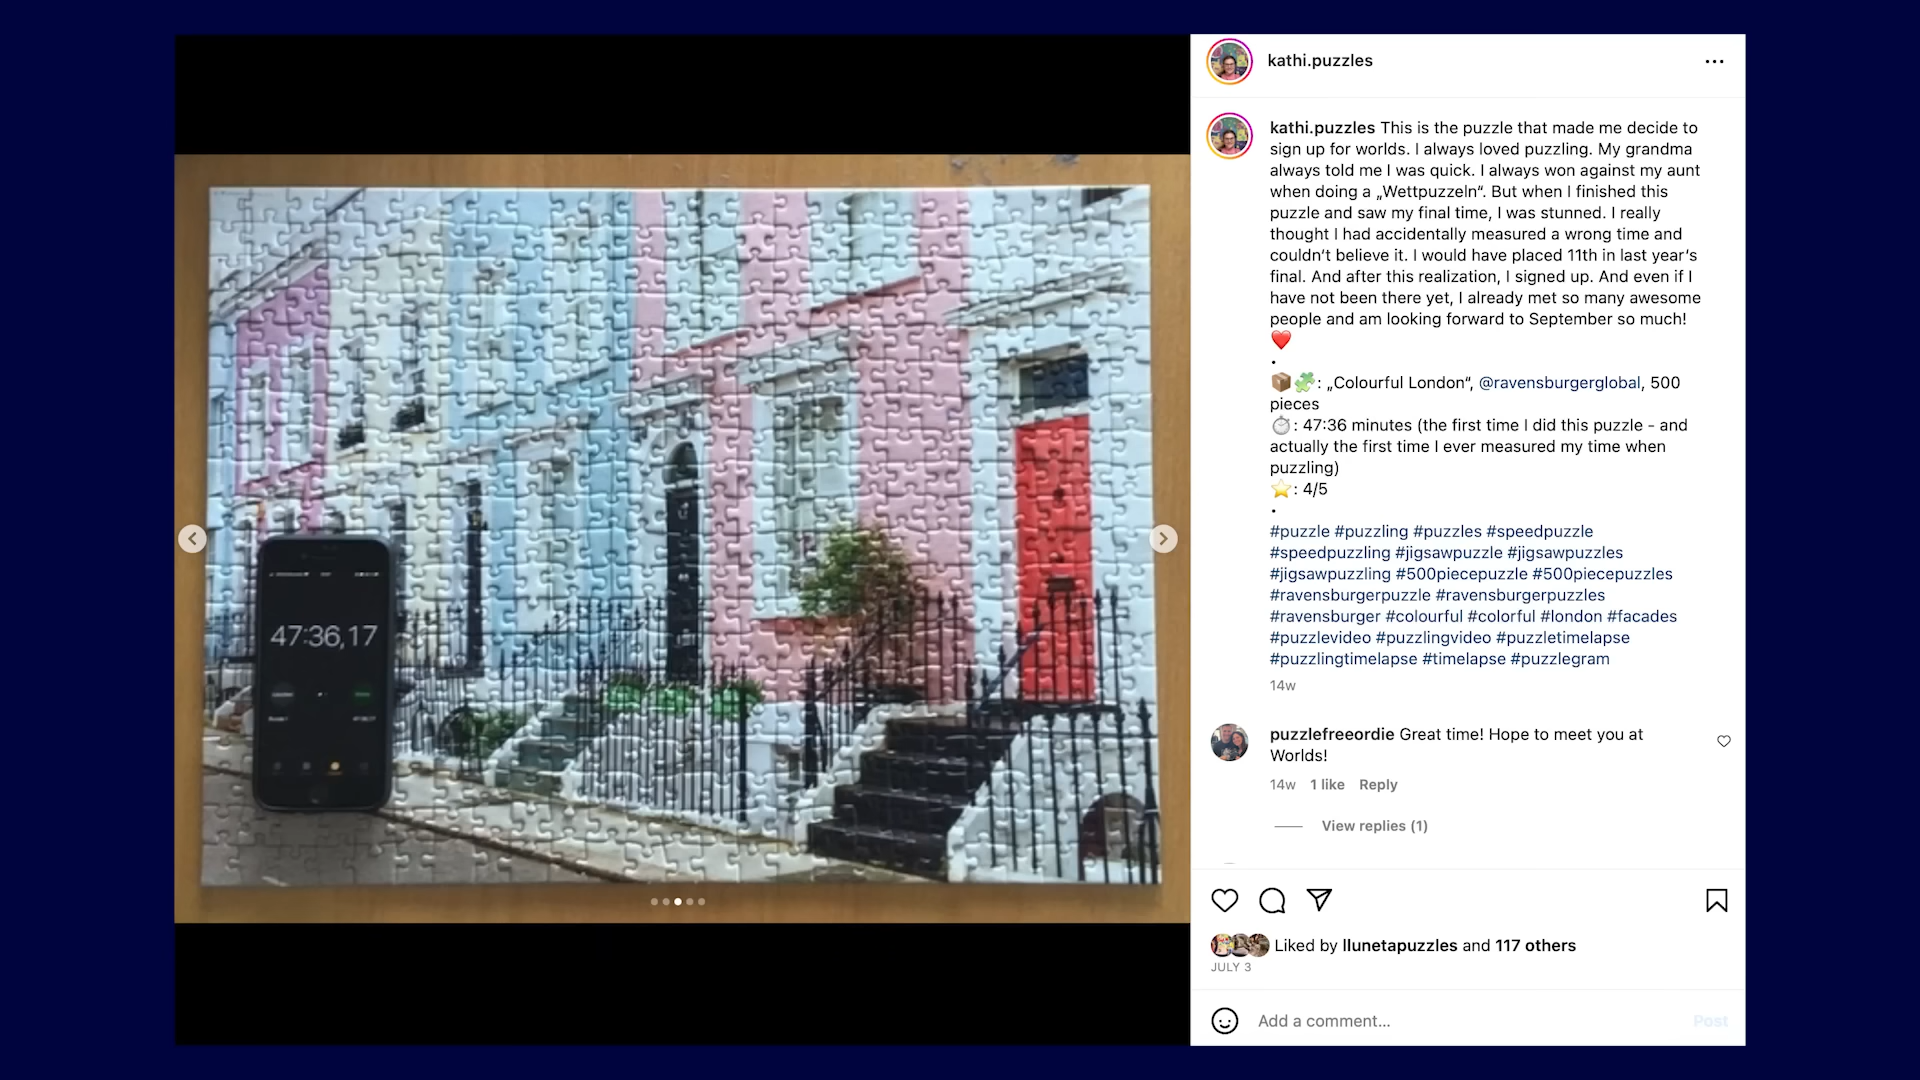 kathi.puzzles
kathi.puzzles This is the puzzle that made me decide to
sign up for worlds. I always loved puzzling. My grandma
always told me I was quick. I always won against my aunt
when doing a „Wettpuzzeln“. But when I finished this
puzzle and saw my final time, I was stunned. I really
thought I had accidentally measured a wrong time and
couldn’t believe it. I would have placed 11th in last year’s
final. And after this realization, I signed up. And even if I
have not been there yet, I already met so many awesome
people and am looking forward to September so much!
❤️
.
📦🧩: „Colourful London“, @ravensburgerglobal, 500
pieces
⏱️: 47:36 minutes (the first time I did this puzzle - and
actually the first time I ever measured my time when
puzzling)
⭐: 4/5
.
#puzzle #puzzling #puzzles #speedpuzzle
#speedpuzzling #jigsawpuzzle #jigsawpuzzles
#jigsawpuzzling #500piecepuzzle #500piecepuzzles
#ravensburgerpuzzle #ravensburgerpuzzles
#ravensburger #colourful #colorful #london #facades
#puzzlevideo #puzzlingvideo #puzzletimelapse
#puzzlingtimelapse #timelapse #puzzlegram
14w
puzzlefreeordie Great time! Hope to meet you at
Worlds!
14w 1 like Reply
View replies (1)
Liked by llunetapuzzles and 117 others
JULY 3
Add a comment...
Post
47:36,17